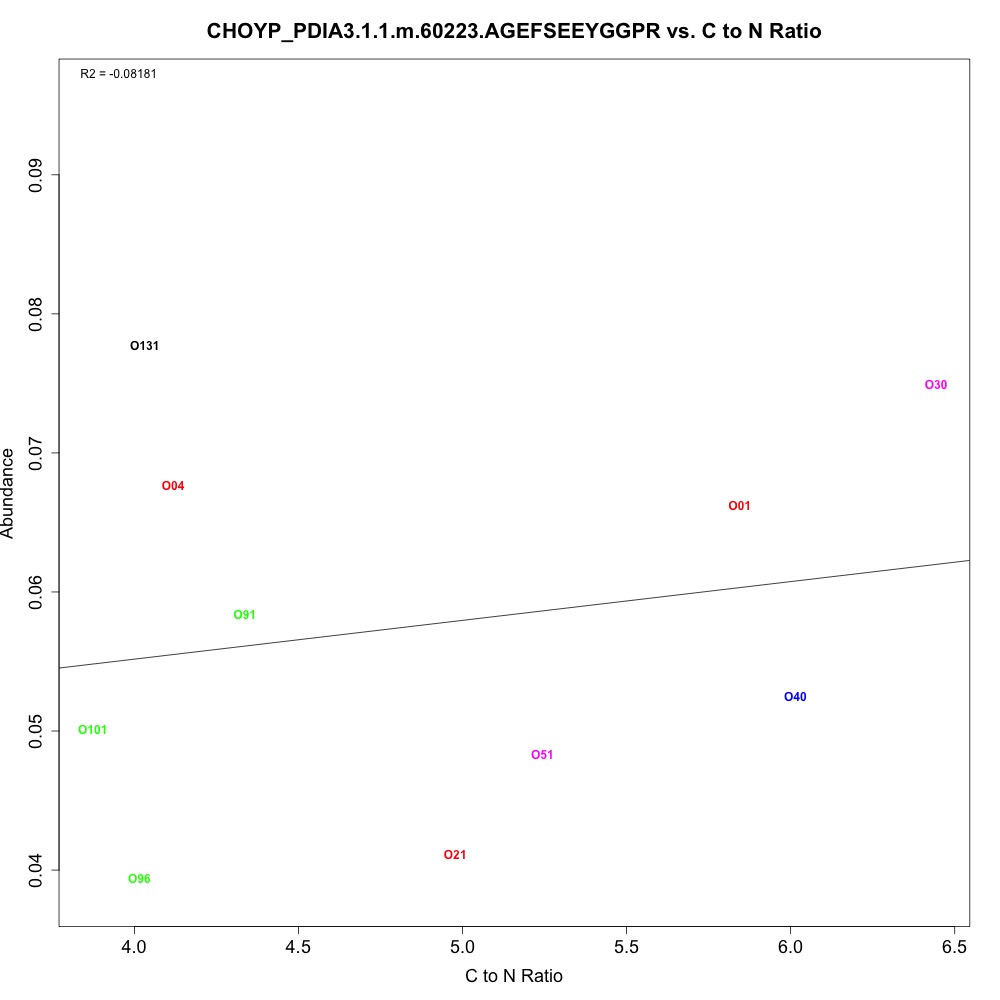 CHOYP_PDIA3.1.1.m.60223.AGEFSEEYGGPR vs. C to N Ratio
R2 = -0.08181
0.09
0.08
O131
O30
0.07
O04
O01
Abundance
0.06
O91
O40
0.05
O101
O51
O21
0.04
O96
4.0 4.5 5.0 5.5 6.0 6.5
C to N Ratio